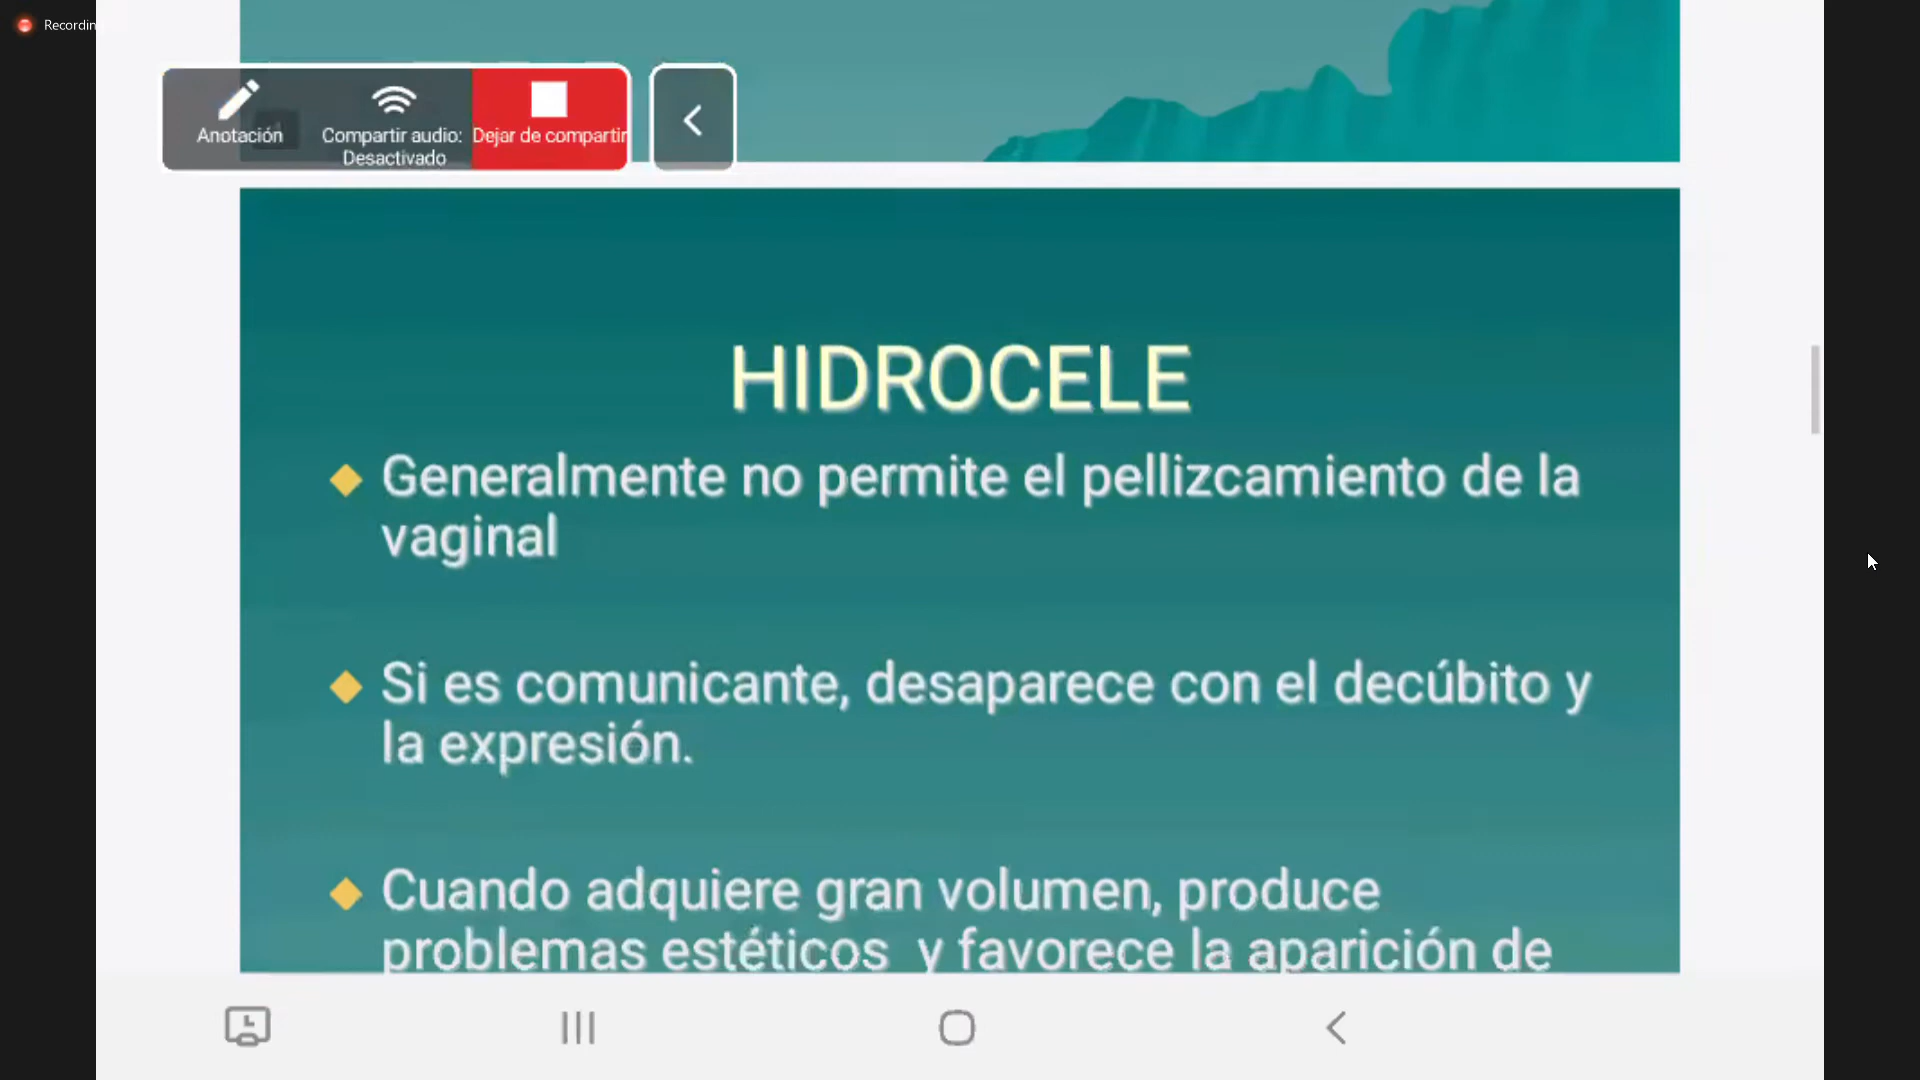 Recordin
Anotación
Compartir audio:
Desactivado
Dejar de compartir
HIDROCELE
Generalmente no permite el pellizcamiento de la
vaginal
Si es comunicante, desaparece con el decúbito y
la expresión.
Cuando adquiere gran volumen, produce
problemas estéticos y favorece la aparición de